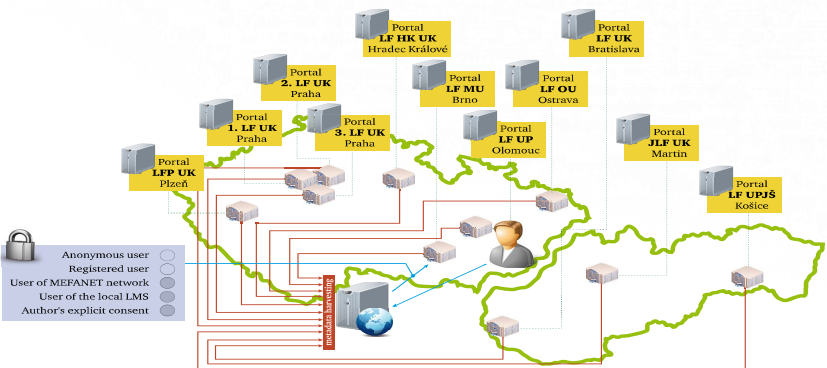 Portal
LF HK UK
Hradec Králové
Portal
LF UK
Bratislava
Portal
2. LF UK
Praha
Portal
LF MU
Brno
Portal
LF OU
Ostrava
Portal
1. LF UK
Praha
Portal
3. LF UK
Praha
Portal
LF UP
Olomouc
Portal
JLF UK
Martin
Portal
LFP UK
Plzeň
Portal
LF UPJŠ
Košice
Anonymous user
Registered user
User of MEFANET network
User of the local LMS
Author's explicit consent
metadata harvesting